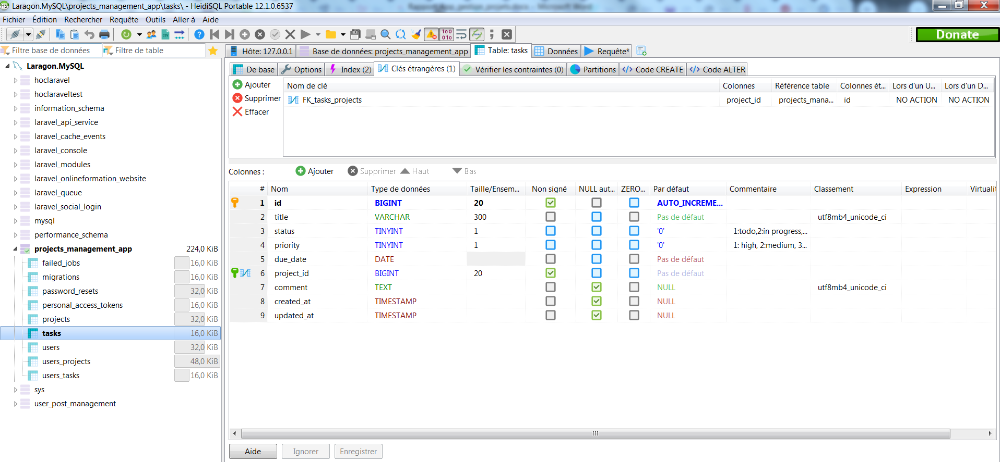 Laragon.MySQL\projects_management_app\tasks\ - HeidiSQL Portable 12.1.0.6537
Fichier Édition Rechercher Requête Outils Aller à Aide
Donate
Filtre base de données Filtre de table
Hôte: 127.0.0.1 Base de données: projects_management_app Table: tasks Données Requête*
De base Options Index (2) Clés étrangères (1) Vérifier les contraintes (0) Partitions Code CREATE Code ALTER
Laragon.MySQL
hoclaravel
hoclaraveltest
information_schema
laravel_api_service
laravel_cache_events
laravel_console
laravel_modules
laravel_onlineformation_website
laravel_queue
laravel_social_login
mysql
performance_schema
projects_management_app 224,0 KiB
failed_jobs 16,0 KiB
migrations 16,0 KiB
password_resets 32,0 KiB
personal_access_tokens 16,0 KiB
projects 32,0 KiB
tasks 16,0 KiB
users 32,0 KiB
users_projects 48,0 KiB
users_tasks 16,0 KiB
sys
user_post_management
Ajouter
Supprimer
Effacer
Nom de clé Colonnes Référence table Colonnes ét... Lors d'un U... Lors d'un D...
FK_tasks_projects project_id projects_mana... id NO ACTION NO ACTION
Colonnes : Ajouter Supprimer Haut Bas
# Nom Type de données Taille/Ensem... Non signé NULL aut... ZERO... Par défaut Commentaire Classement Expression Virtualit
1 id BIGINT 20 AUTO_INCREME...
2 title VARCHAR 300 Pas de défaut utf8mb4_unicode_ci
3 status TINYINT 1 '0' 1:todo,2:in progress,...
4 priority TINYINT 1 '0' 1: high, 2:medium, 3...
5 due_date DATE Pas de défaut
6 project_id BIGINT 20 Pas de défaut
7 comment TEXT NULL utf8mb4_unicode_ci
8 created_at TIMESTAMP NULL
9 updated_at TIMESTAMP NULL
Aide Ignorer Enregistrer